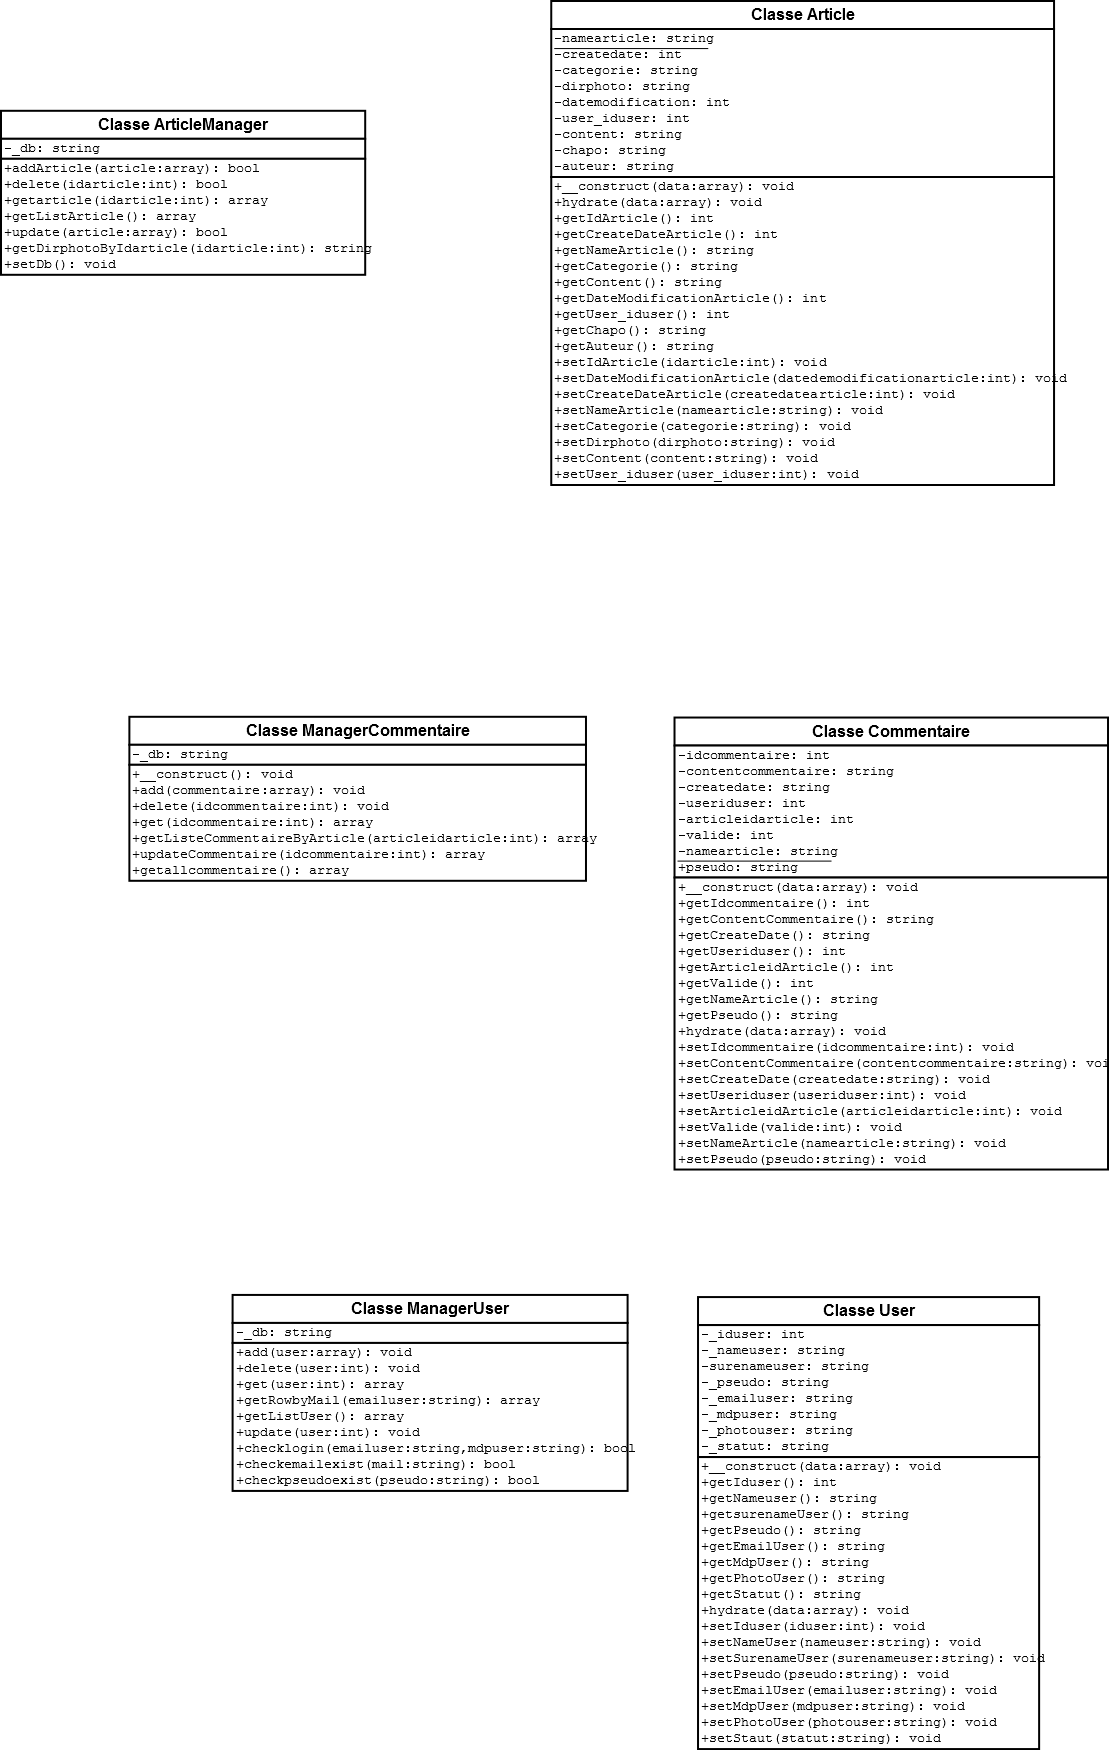 Classe Article
-namearticle: string
-createdate: int
-categorie: string
-dirphoto: string
-datemodification: int
-user_iduser: int
-content: string
-chapo: string
-auteur: string
+__construct(data:array): void
+hydrate(data:array): void
+getIdArticle(): int
+getCreateDateArticle(): int
+getNameArticle(): string
+getCategorie(): string
+getContent(): string
+getDateModificationArticle(): int
+getUser_iduser(): int
+getChapo(): string
+getAuteur(): string
+setIdArticle(idarticle:int): void
+setDateModificationArticle(datedemodificationarticle:int): void
+setCreateDateArticle(createdatearticle:int): void
+setNameArticle(namearticle:string): void
+setCategorie(categorie:string): void
+setDirphoto(dirphoto:string): void
+setContent(content:string): void
+setUser_iduser(user_iduser:int): void
Classe ArticleManager
-_db: string
+addArticle(article:array): bool
+delete(idarticle:int): bool
+getarticle(idarticle:int): array
+getListArticle(): array
+update(article:array): bool
+getDirphotoByIdarticle(idarticle:int): string
+setDb(): void
Classe ManagerCommentaire
-_db: string
+__construct(): void
+add(commentaire:array): void
+delete(idcommentaire:int): void
+get(idcommentaire:int): array
+getListeCommentaireByArticle(articleidarticle:int): array
+updateCommentaire(idcommentaire:int): array
+getallcommentaire(): array
Classe Commentaire
-idcommentaire: int
-contentcommentaire: string
-createdate: string
-useriduser: int
-articleidarticle: int
-valide: int
-namearticle: string
+pseudo: string
+__construct(data:array): void
+getIdcommentaire(): int
+getContentCommentaire(): string
+getCreateDate(): string
+getUseriduser(): int
+getArticleidArticle(): int
+getValide(): int
+getNameArticle(): string
+getPseudo(): string
+hydrate(data:array): void
+setIdcommentaire(idcommentaire:int): void
+setContentCommentaire(contentcommentaire:string): voi
+setCreateDate(createdate:string): void
+setUseriduser(useriduser:int): void
+setArticleidArticle(articleidarticle:int): void
+setValide(valide:int): void
+setNameArticle(namearticle:string): void
+setPseudo(pseudo:string): void
Classe ManagerUser
-_db: string
+add(user:array): void
+delete(user:int): void
+get(user:int): array
+getRowbyMail(emailuser:string): array
+getListUser(): array
+update(user:int): void
+checklogin(emailuser:string,mdpuser:string): bool
+checkemailexist(mail:string): bool
+checkpseudoexist(pseudo:string): bool
Classe User
-_iduser: int
-_nameuser: string
-surenameuser: string
-_pseudo: string
-_emailuser: string
-_mdpuser: string
-_photouser: string
-_statut: string
+__construct(data:array): void
+getIduser(): int
+getNameuser(): string
+getsurenameUser(): string
+getPseudo(): string
+getEmailUser(): string
+getMdpUser(): string
+getPhotoUser(): string
+getStatut(): string
+hydrate(data:array): void
+setIduser(iduser:int): void
+setNameUser(nameuser:string): void
+setSurenameUser(surenameuser:string): void
+setPseudo(pseudo:string): void
+setEmailUser(emailuser:string): void
+setMdpUser(mdpuser:string): void
+setPhotoUser(photouser:string): void
+setStaut(statut:string): void